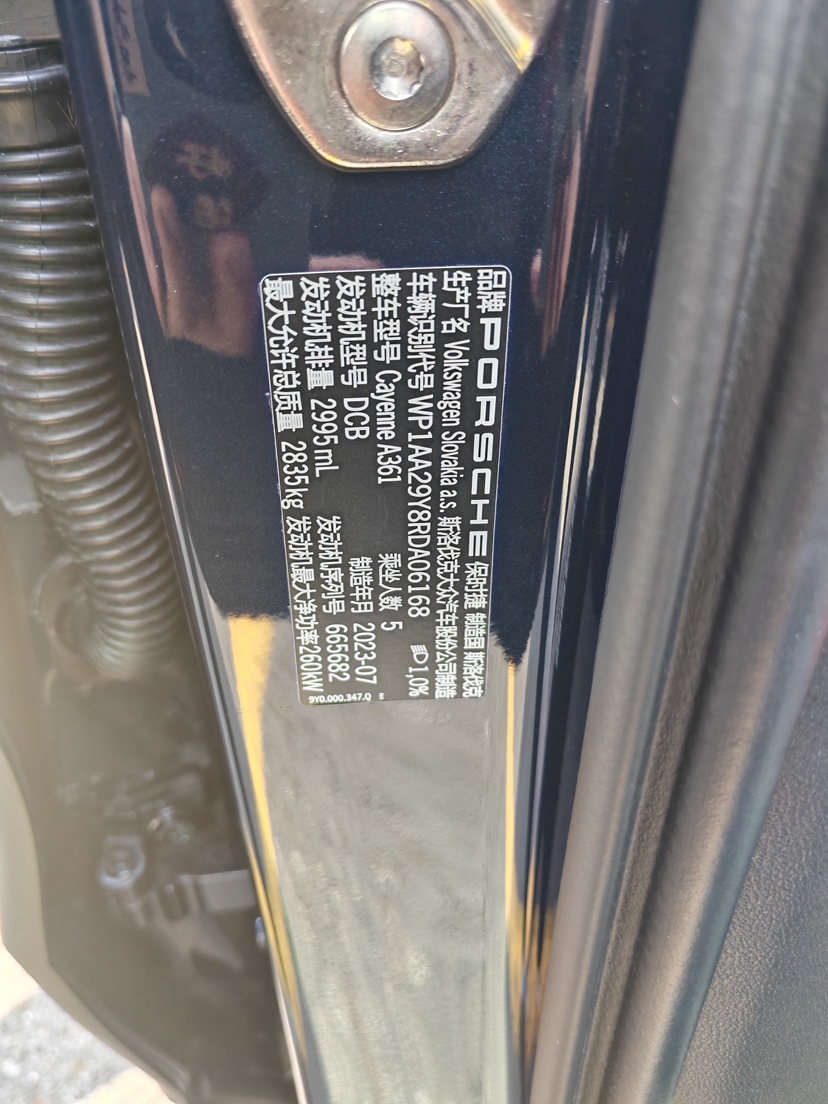 品牌 PORSCHE 保时捷 制造国 斯洛伐克
生产厂名 Volkswagen Slovakia a.s. 斯洛伐克大众汽车股份公司制造
车辆识别代号 WP1AA29Y8RDA06168 1,0%
整车型号 Cayenne A361 乘坐人数 5
发动机型号 DCB 制造年月 2023-07
发动机排量 2995mL 发动机序列号 665682
最大允许总质量 2835kg 发动机最大净功率260kW
9Y0.000.347.Q